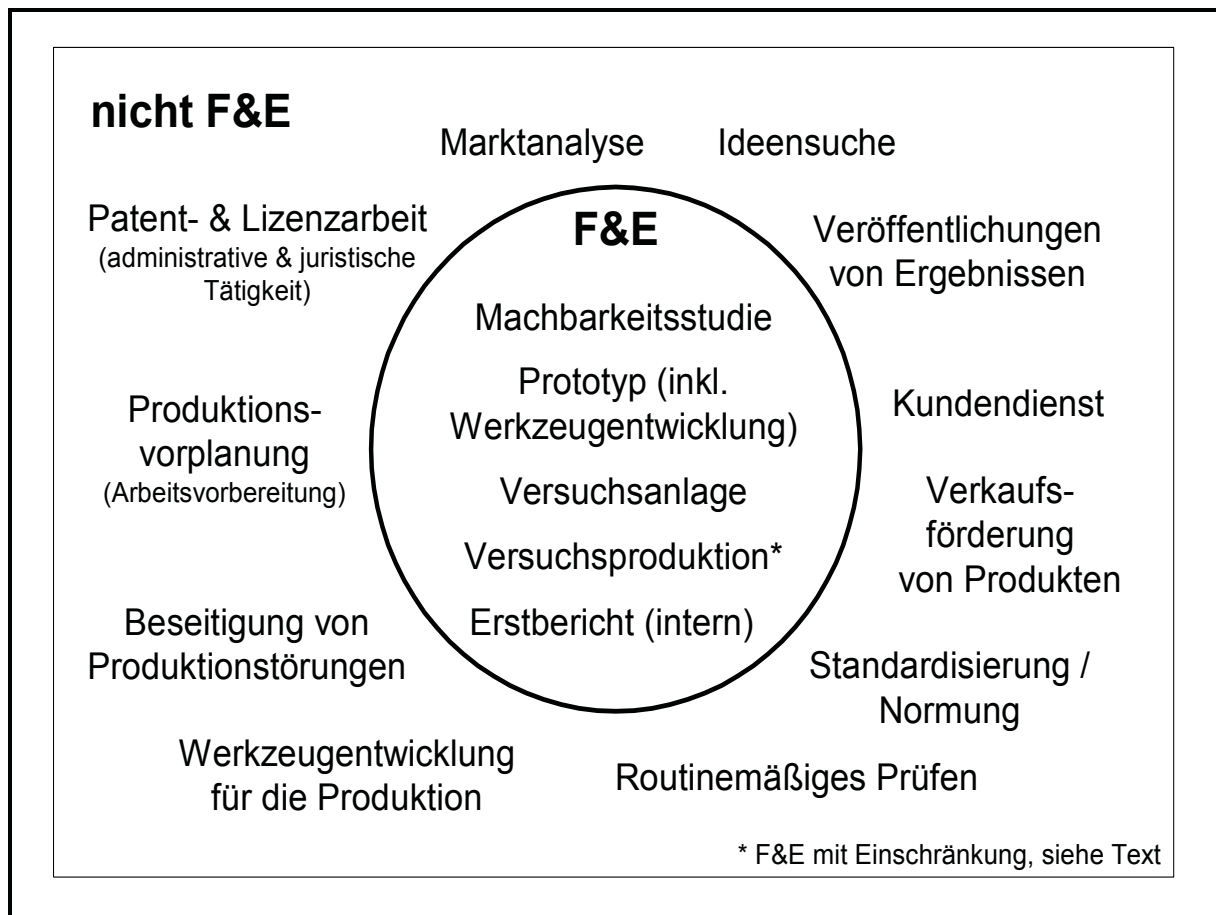 nicht F&E
Marktanalyse
Ideensuche
Patent- & Lizenzarbeit
(administrative & juristische
Tätigkeit)
F&E
Veröffentlichungen
von Ergebnissen
Machbarkeitsstudie
Prototyp (inkl.
Werkzeugentwicklung)
Versuchsanlage
Versuchsproduktion*
Erstbericht (intern)
Produktions-
vorplanung
(Arbeitsvorbereitung)
Kundendienst
Verkaufs-
förderung
von Produkten
Beseitigung von
Produktionstörungen
Standardisierung /
Normung
Werkzeugentwicklung
für die Produktion
Routinemäßiges Prüfen
* F&E mit Einschränkung, siehe Text